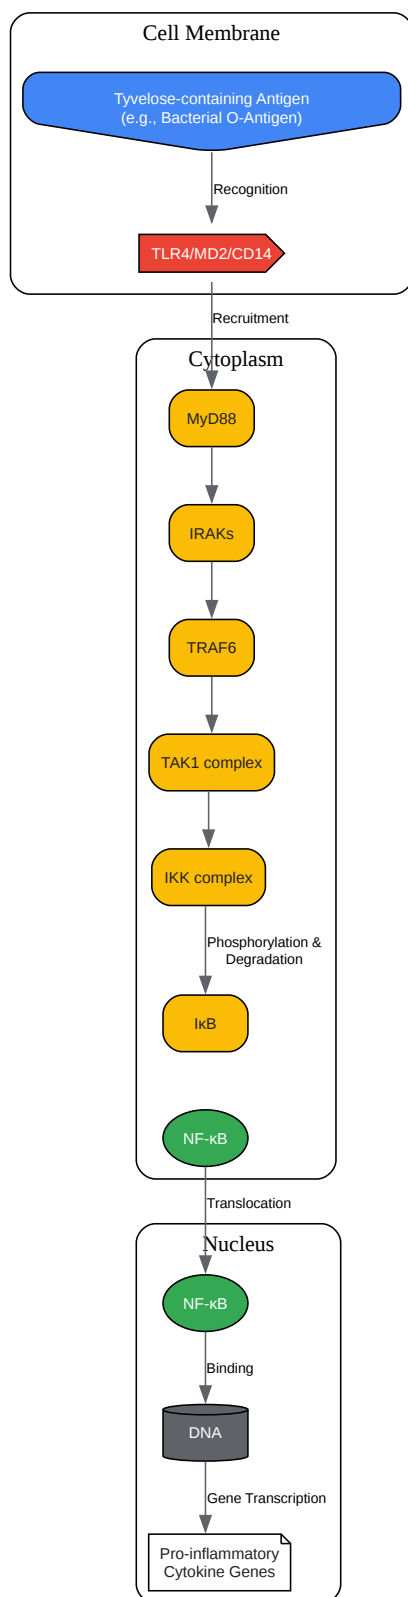 Cell Membrane
Tyvelose-containing Antigen
(e.g., Bacterial O-Antigen)
Recognition
TLR4/MD2/CD14
Recruitment
Cytoplasm
MyD88
IRAKs
TRAF6
TAK1 complex
IKK complex
Phosphorylation &
Degradation
IκB
NF-κB
Translocation
Nucleus
NF-κB
Binding
DNA
Gene Transcription
Pro-inflammatory
Cytokine Genes